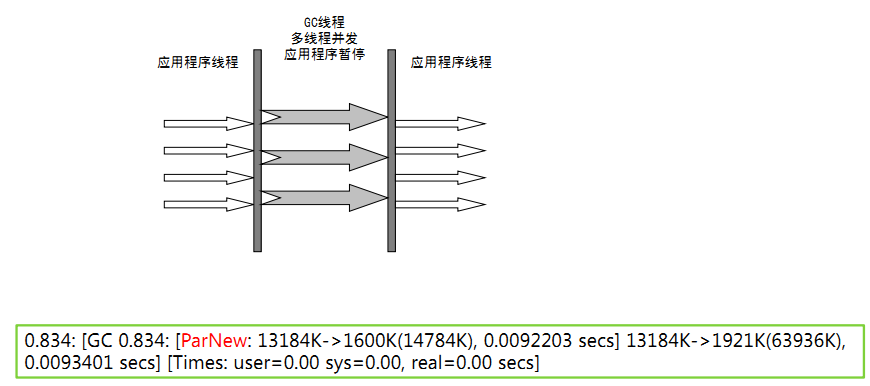 GC线程
多线程并发
应用程序暂停
应用程序线程
应用程序线程
0.834: [GC 0.834: [ParNew: 13184K->1600K(14784K), 0.0092203 secs] 13184K->1921K(63936K),
0.0093401 secs] [Times: user=0.00 sys=0.00, real=0.00 secs]